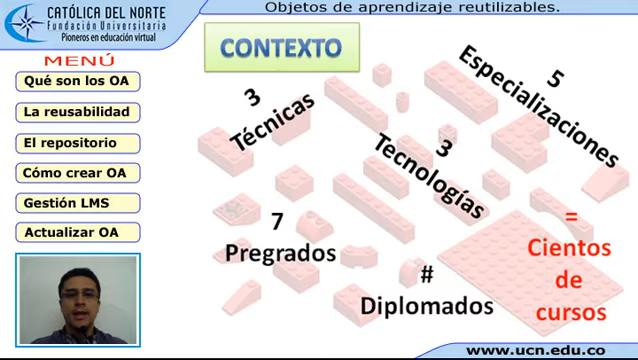 CATÓLICA DEL NORTE
Fundación Universitaria
Pioneros en educación virtual
Objetos de aprendizaje reutilizables.
MENÚ
Qué son los OA
La reusabilidad
El repositorio
Cómo crear OA
Gestión LMS
Actualizar OA
CONTEXTO
3
Técnicas
3
Tecnologías
5
Especializaciones
7
Pregrados
#
Diplomados
=
Cientos
de
cursos
www.ucn.edu.co